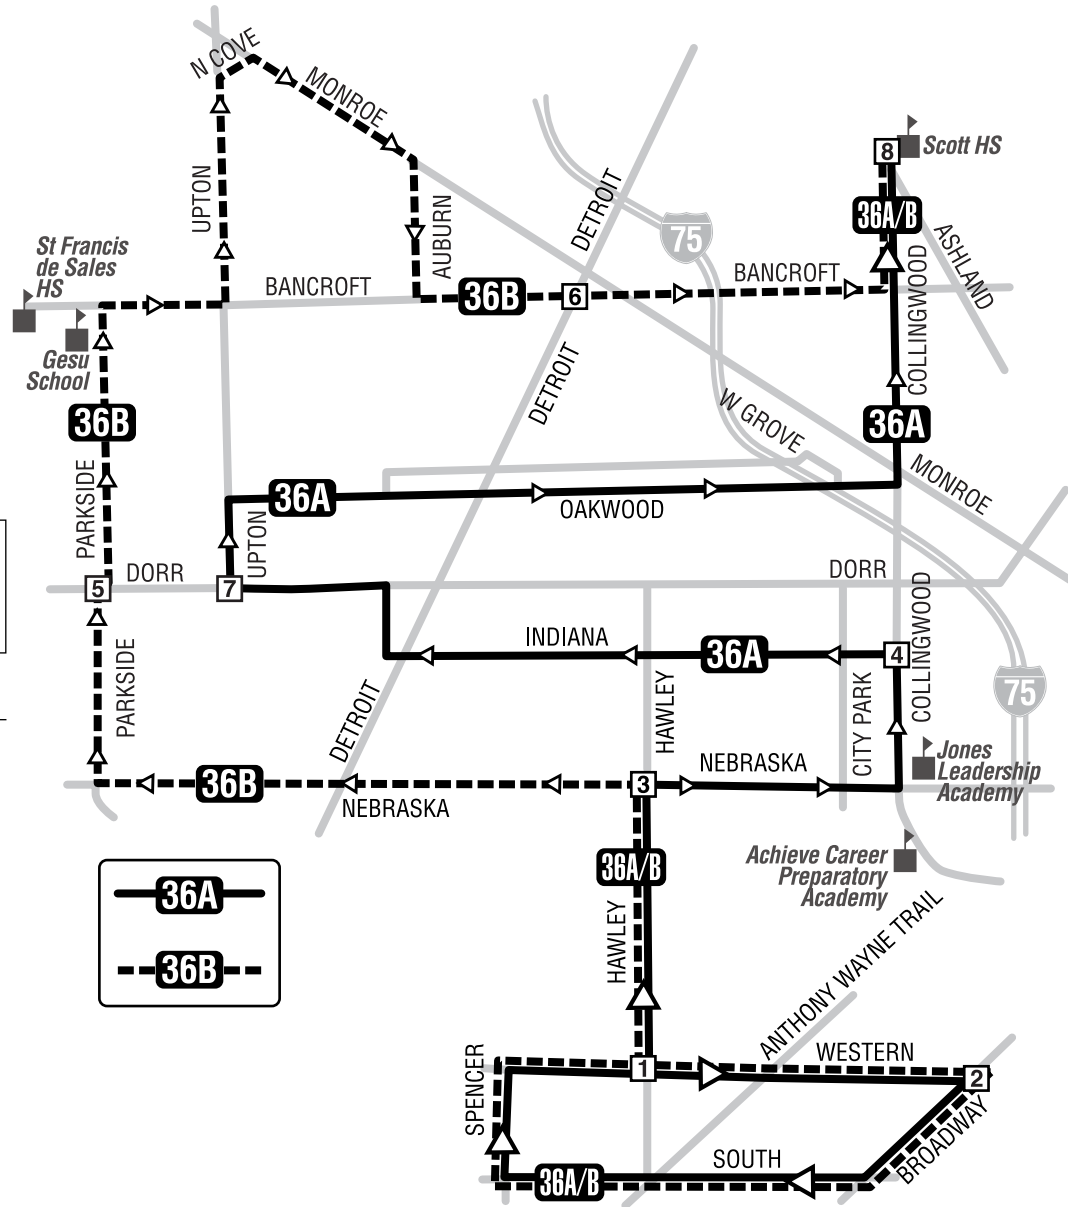 N COVE
MONROE
UPTON
AUBURN
DETROIT
75
8
Scott HS
36A/B
ASHLAND
St Francis
de Sales
HS
BANCROFT
36B
6
BANCROFT
COLLINGWOOD
Gesu
School
36B
DETROIT
W GROVE
36A
MONROE
PARKSIDE
36A
OAKWOOD
UPTON
5
DORR
7
DORR
COLLINGWOOD
PARKSIDE
INDIANA
36A
4
75
DETROIT
HAWLEY
CITY PARK
Jones
Leadership
Academy
36B
NEBRASKA
3
NEBRASKA
Achieve Career
Preparatory
Academy
36A/B
36A
36B
HAWLEY
ANTHONY WAYNE TRAIL
SPENCER
1
WESTERN
2
BROADWAY
SOUTH
36A/B